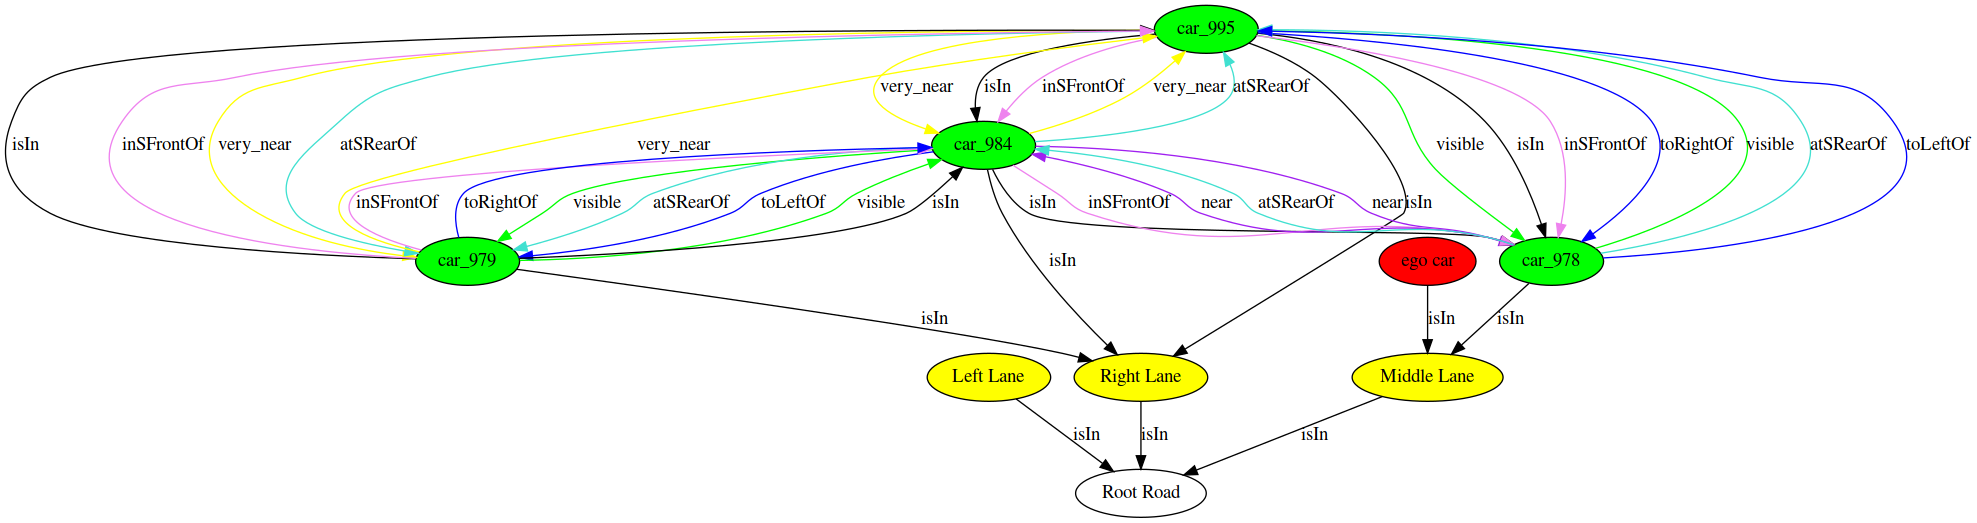 car_995
very_near
isIn
inSFrontOf
very_near
atSRearOf
isIn
inSFrontOf
very_near
atSRearOf
very_near
car_984
visible
isIn
inSFrontOf
toRightOf
visible
atSRearOf
toLeftOf
inSFrontOf
toRightOf
visible
atSRearOf
toLeftOf
visible
isIn
isIn
inSFrontOf
near
atSRearOf
near
isIn
car_979
isIn
ego car
car_978
isIn
isIn
isIn
Left Lane
Right Lane
Middle Lane
isIn
isIn
isIn
Root Road